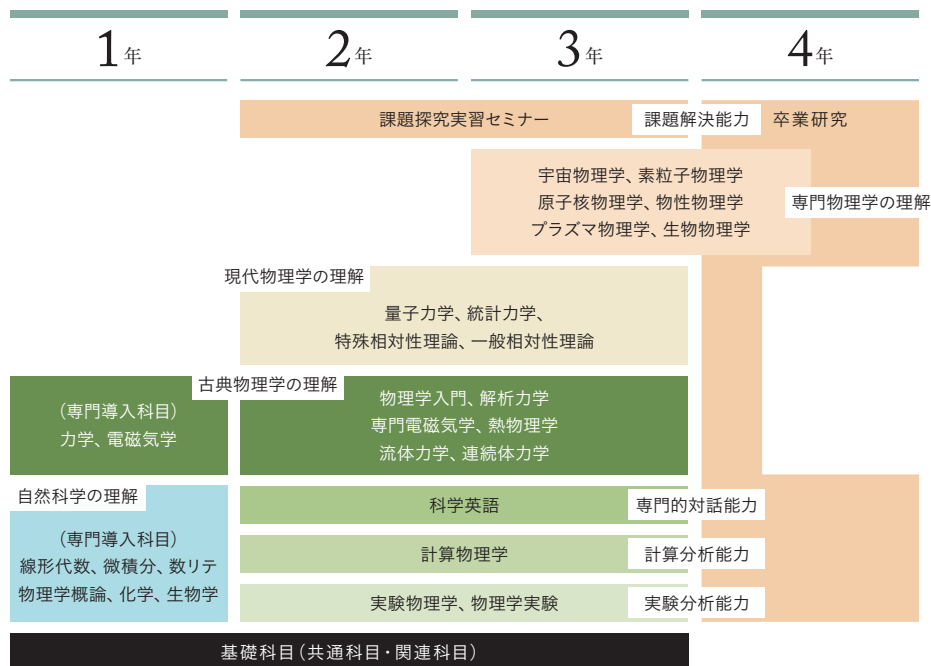 1年
2年
3年
4年
課題探究実習セミナー
課題解決能力
卒業研究
宇宙物理学、素粒子物理学
原子核物理学、物性物理学
プラズマ物理学、生物物理学
専門物理学の理解
現代物理学の理解
量子力学、統計力学、
特殊相対性理論、一般相対性理論
古典物理学の理解
（専門導入科目）
力学、電磁気学
物理学入門、解析力学
専門電磁気学、熱物理学
流体力学、連続体力学
自然科学の理解
（専門導入科目）
線形代数、微積分、数リテ
物理学概論、化学、生物学
科学英語
専門的対話能力
計算物理学
計算分析能力
実験物理学、物理学実験
実験分析能力
基礎科目（共通科目・関連科目）